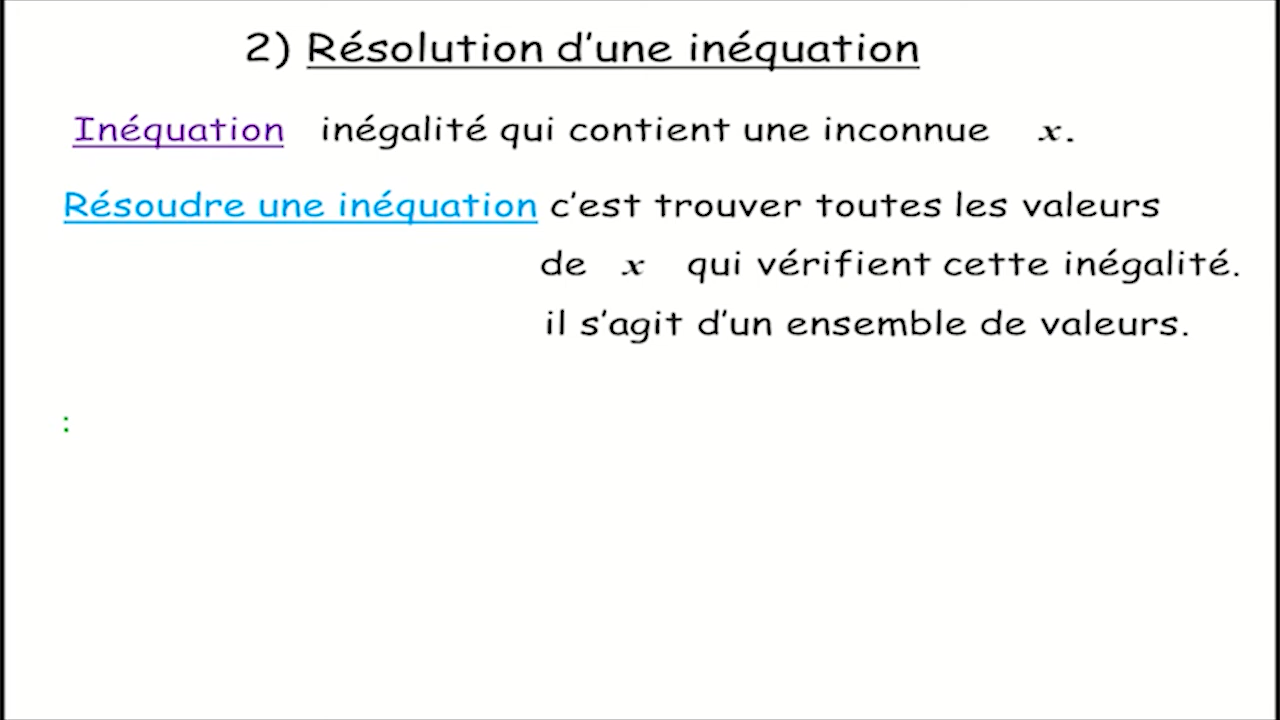 2) Résolution d’une inéquation
Inéquation inégalité qui contient une inconnue x.
Résoudre une inéquation c’est trouver toutes les valeurs
de x qui vérifient cette inégalité.
il s’agit d’un ensemble de valeurs.
: